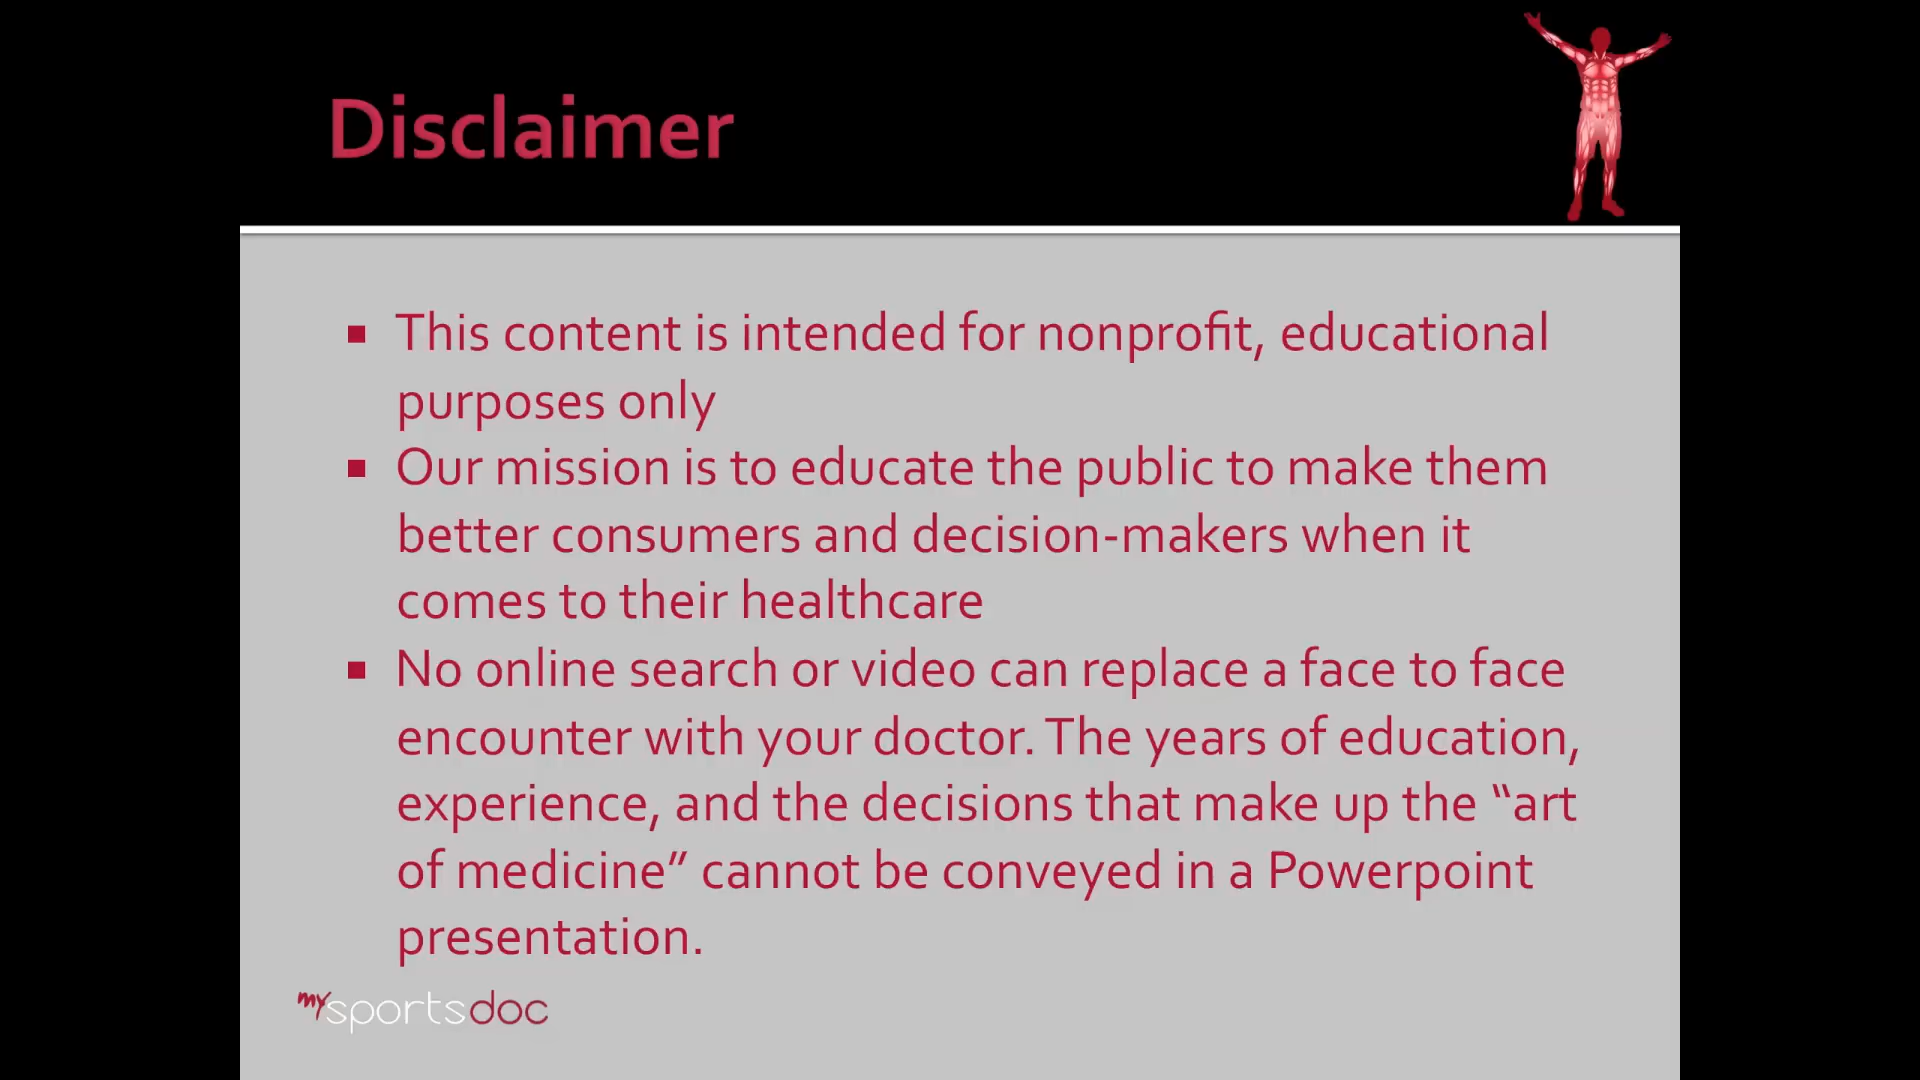 Disclaimer
This content is intended for nonprofit, educational
purposes only
Our mission is to educate the public to make them
better consumers and decision-makers when it
comes to their healthcare
No online search or video can replace a face to face
encounter with your doctor. The years of education,
experience, and the decisions that make up the “art
of medicine” cannot be conveyed in a Powerpoint
presentation.
mysportsdoc